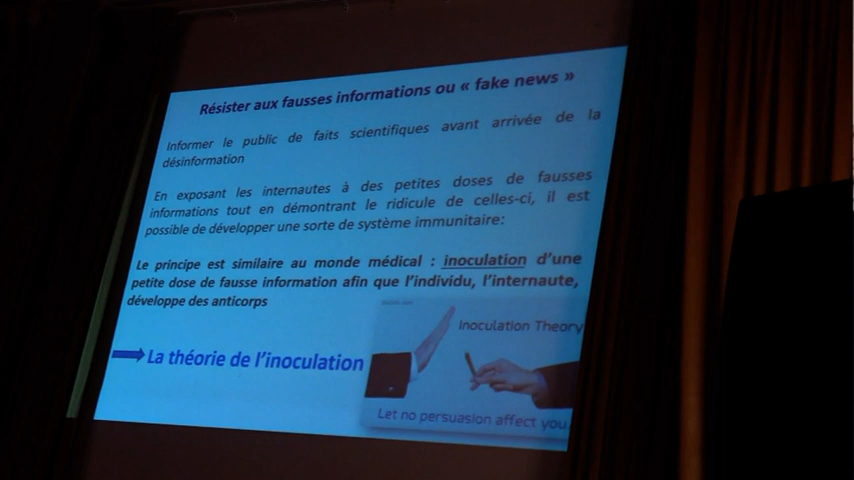 Résister aux fausses informations ou « fake news »
Informer le public de faits scientifiques avant arrivée de la
désinformation
En exposant les internautes à des petites doses de fausses
informations tout en démontrant le ridicule de celles-ci, il est
possible de développer une sorte de système immunitaire:
Le principe est similaire au monde médical : inoculation d'une
petite dose de fausse information afin que l'individu, l'internaute,
développe des anticorps
Inoculation Theory
La théorie de l'inoculation
Let no persuasion affect you